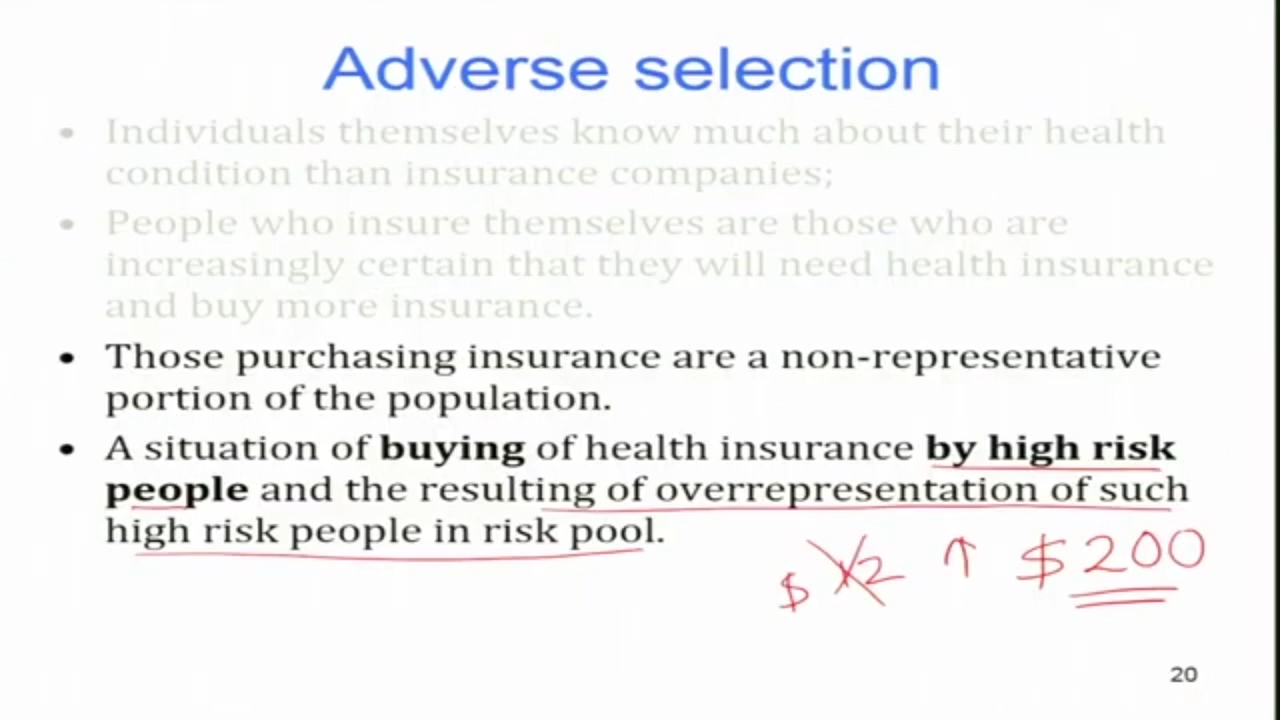 Adverse selection
• Individuals themselves know much about their health
condition than insurance companies;
• People who insure themselves are those who are
increasingly certain that they will need health insurance
and buy more insurance.
• Those purchasing insurance are a non-representative
portion of the population.
• A situation of buying of health insurance by high risk
people and the resulting of overrepresentation of such
high risk people in risk pool.
$ ↑ $200
20